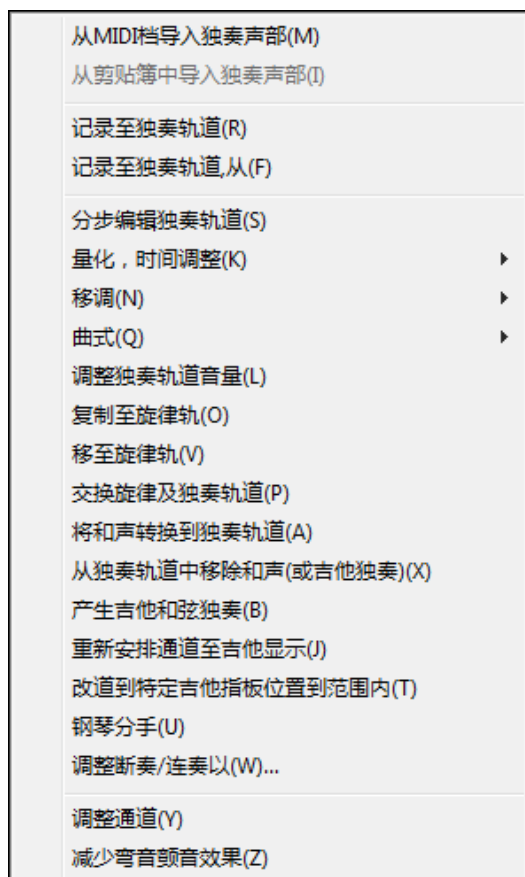 从MIDI档导入独奏声部(M)
从剪贴簿中导入独奏声部(I)
记录至独奏轨道(R)
记录至独奏轨道,从(F)
分步编辑独奏轨道(S)
量化，时间调整(K)
移调(N)
曲式(Q)
调整独奏轨道音量(L)
复制至旋律轨(O)
移至旋律轨(V)
交换旋律及独奏轨道(P)
将和声转换到独奏轨道(A)
从独奏轨道中移除和声(或吉他独奏)(X)
产生吉他和弦独奏(B)
重新安排通道至吉他显示(J)
改道到特定吉他指板位置到范围内(T)
钢琴分手(U)
调整断奏/连奏以(W)...
调整通道(Y)
减少弯音颤音效果(Z)